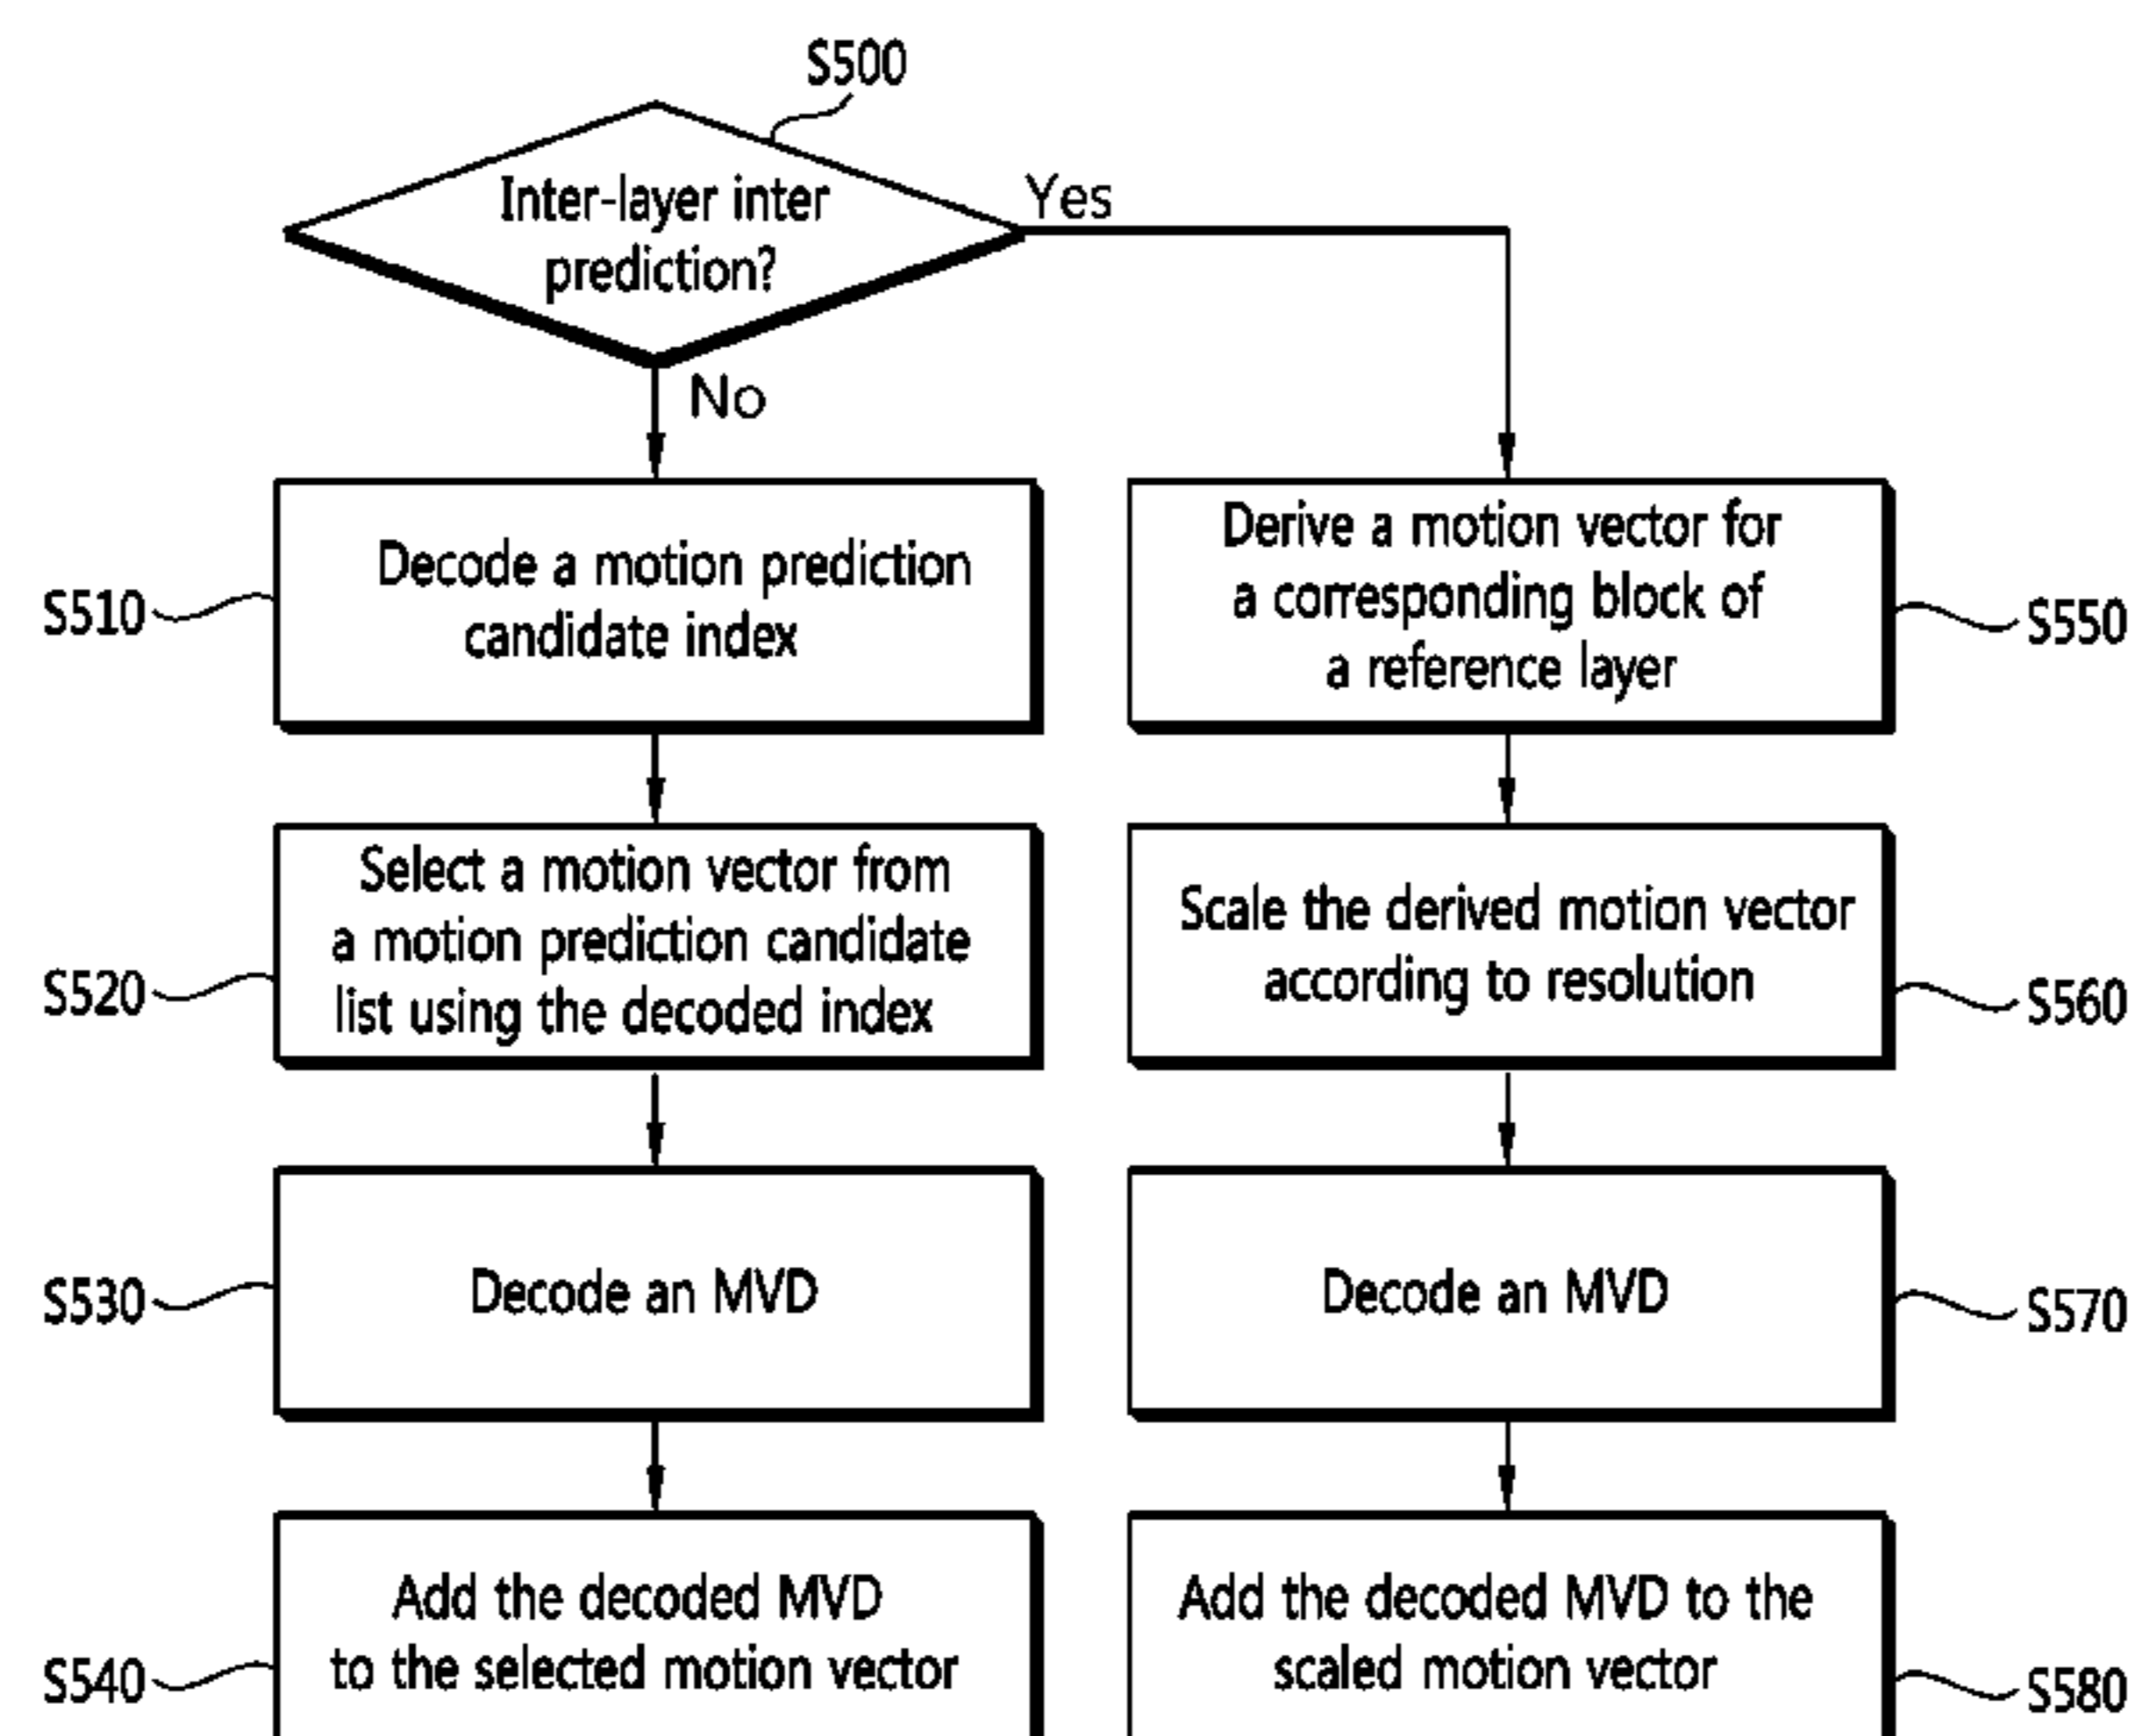 S500
Inter-layer inter
prediction?
Yes
No
S510
Decode a motion prediction
candidate index
Derive a motion vector for
a corresponding block of
a reference layer
S550
S520
Select a motion vector from
a motion prediction candidate
list using the decoded index
Scale the derived motion vector
according to resolution
S560
S530
Decode an MVD
Decode an MVD
S570
S540
Add the decoded MVD
to the selected motion vector
Add the decoded MVD to the
scaled motion vector
S580